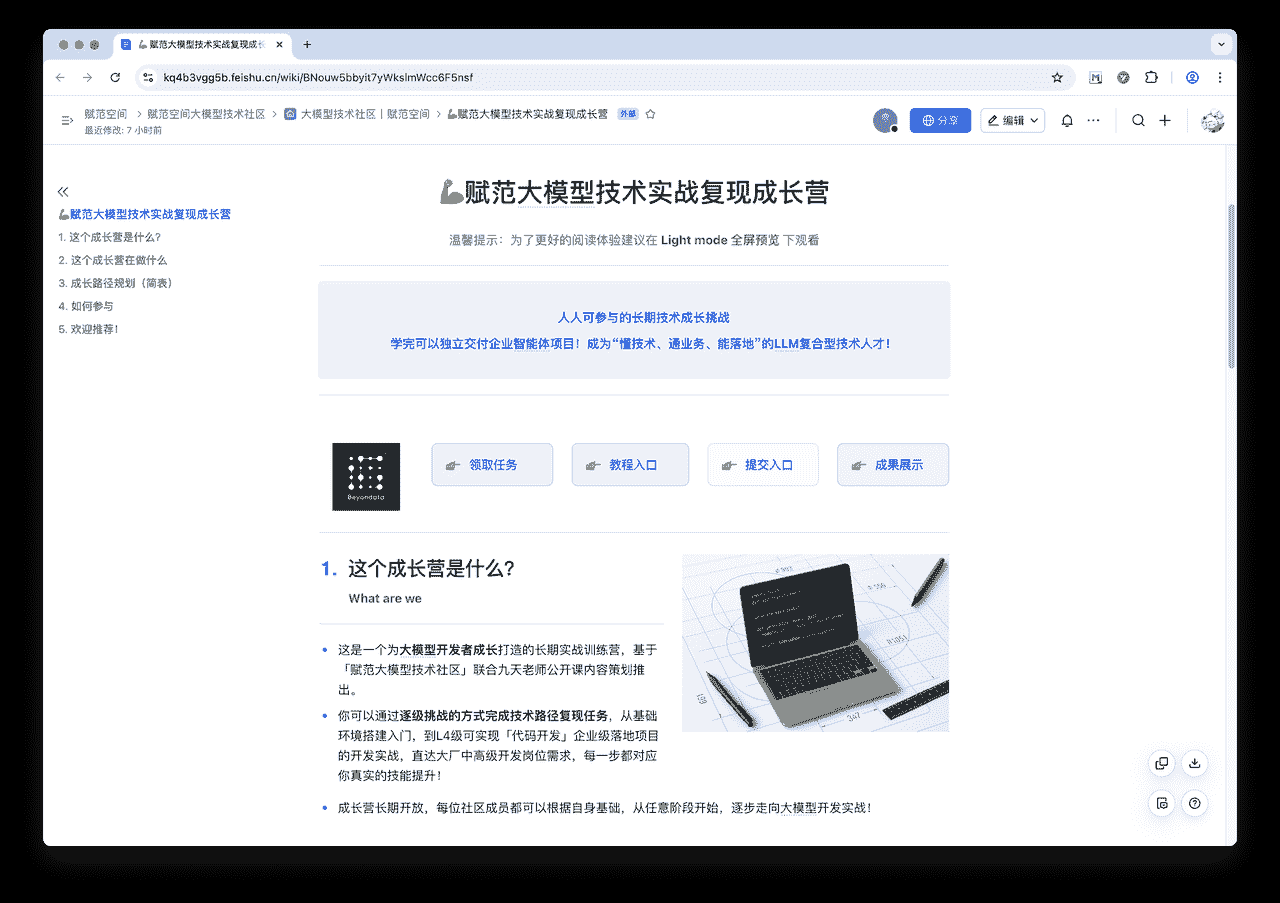 💪赋范大模型技术实战复现成长
kq4b3vgg5b.feishu.cn/wiki/BNouw5bbyit7yWkslmWcc6F5nsf
赋范空间 > 赋范空间大模型技术社区 > 大模型技术社区 | 赋范空间 > 💪赋范大模型技术实战复现成长营 外部
最近修改: 7 小时前
分享
编辑
💪赋范大模型技术实战复现成长营
1. 这个成长营是什么?
2. 这个成长营在做什么
3. 成长路径规划（简表）
4. 如何参与
5. 欢迎推荐!
💪赋范大模型技术实战复现成长营
温馨提示：为了更好的阅读体验建议在 Light mode 全屏预览 下观看
人人可参与的长期技术成长挑战
学完可以独立交付企业智能体项目！成为“懂技术、通业务、能落地”的LLM复合型技术人才！
Beyondata
领取任务
教程入口
提交入口
成果展示
1. 这个成长营是什么?
What are we
这是一个为大模型开发者成长打造的长期实战训练营，基于
「赋范大模型技术社区」联合九天老师公开课内容策划推
出。
你可以通过逐级挑战的方式完成技术路径复现任务，从基础
环境搭建入门，到L4级可实现「代码开发」企业级落地项目
的开发实战，直达大厂中高级开发岗位需求，每一步都对应
你真实的技能提升！
成长营长期开放，每位社区成员都可以根据自身基础，从任意阶段开始，逐步走向大模型开发实战！
347